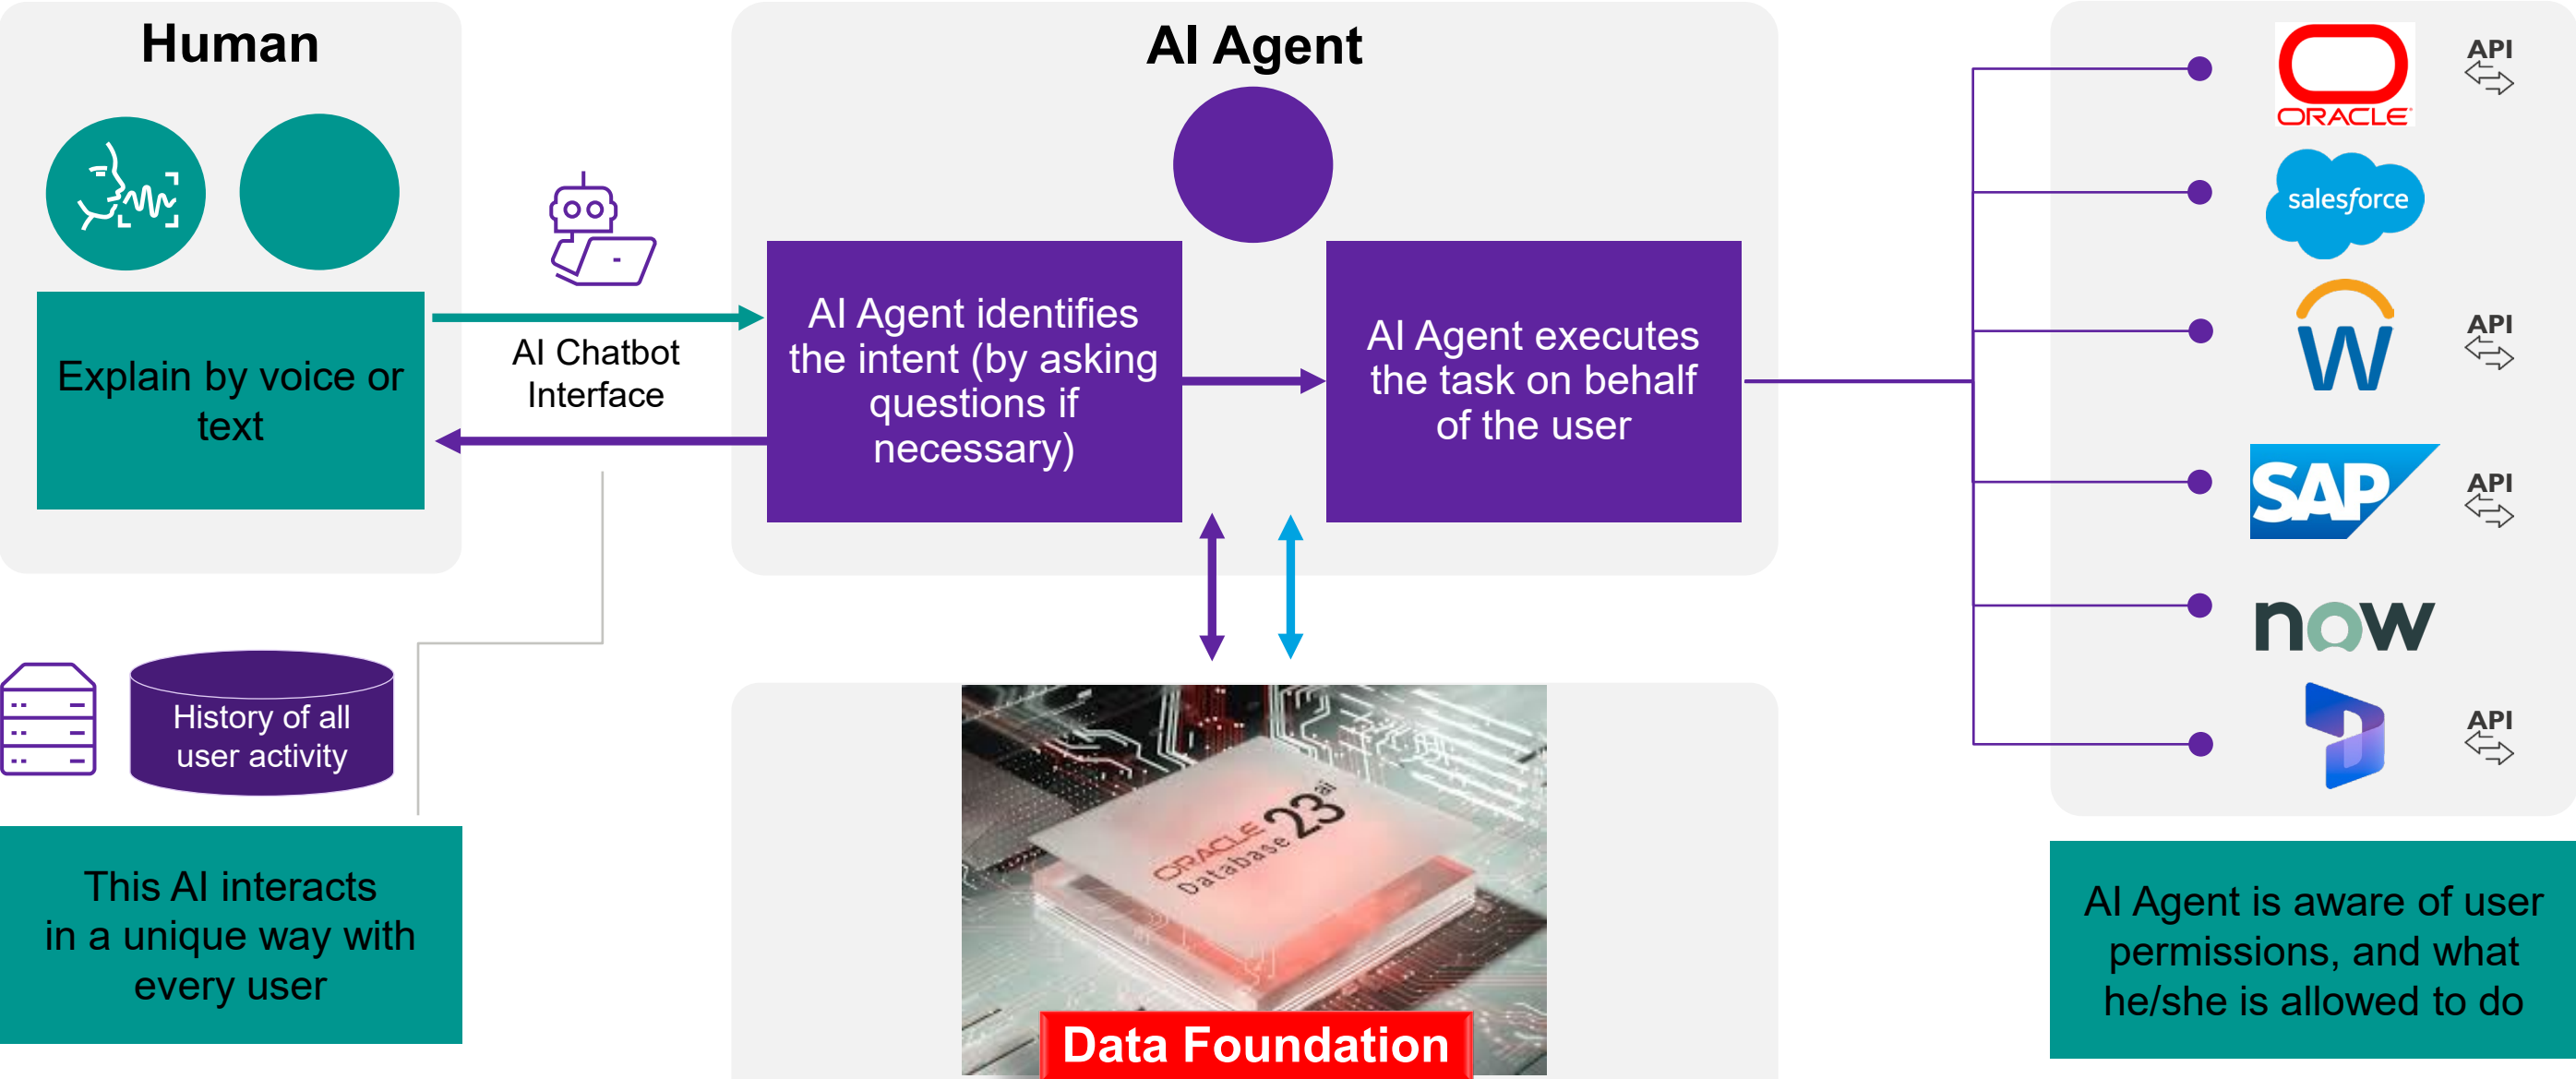 Human
AI Agent
Explain by voice or
text
AI Chatbot
Interface
AI Agent identifies
the intent (by asking
questions if
necessary)
AI Agent executes
the task on behalf
of the user
ORACLE
API
salesforce
W
API
SAP
API
now
API
History of all
user activity
This AI interacts
in a unique way with
every user
ORACLE
Database 23ai
Data Foundation
AI Agent is aware of user
permissions, and what
he/she is allowed to do